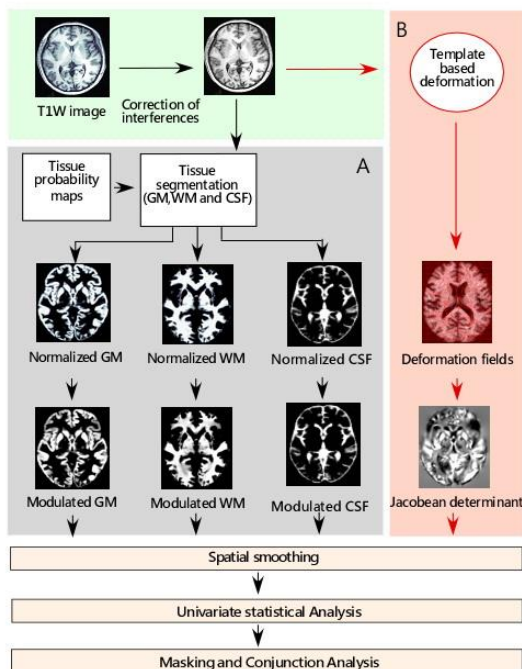 T1W image
Correction of
interferences
B
Template
based
deformation
A
Tissue
probability
maps
Tissue
segmentation
(GM,WM and CSF)
Normalized GM
Normalized WM
Normalized CSF
Deformation fields
Modulated GM
Modulated WM
Modulated CSF
Jacobean determinant
Spatial smoothing
Univariate statistical Analysis
Masking and Conjunction Analysis